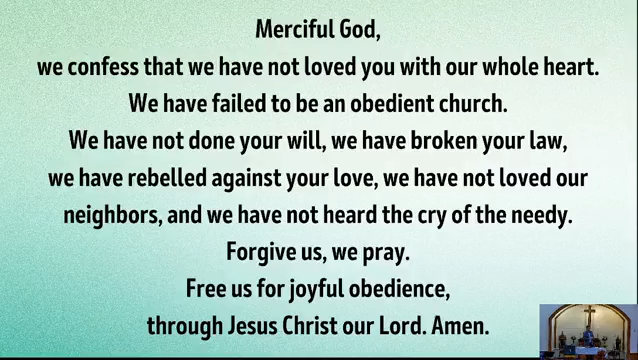 Merciful God,
we confess that we have not loved you with our whole heart.
We have failed to be an obedient church.
We have not done your will, we have broken your law,
we have rebelled against your love, we have not loved our
neighbors, and we have not heard the cry of the needy.
Forgive us, we pray.
Free us for joyful obedience,
through Jesus Christ our Lord. Amen.